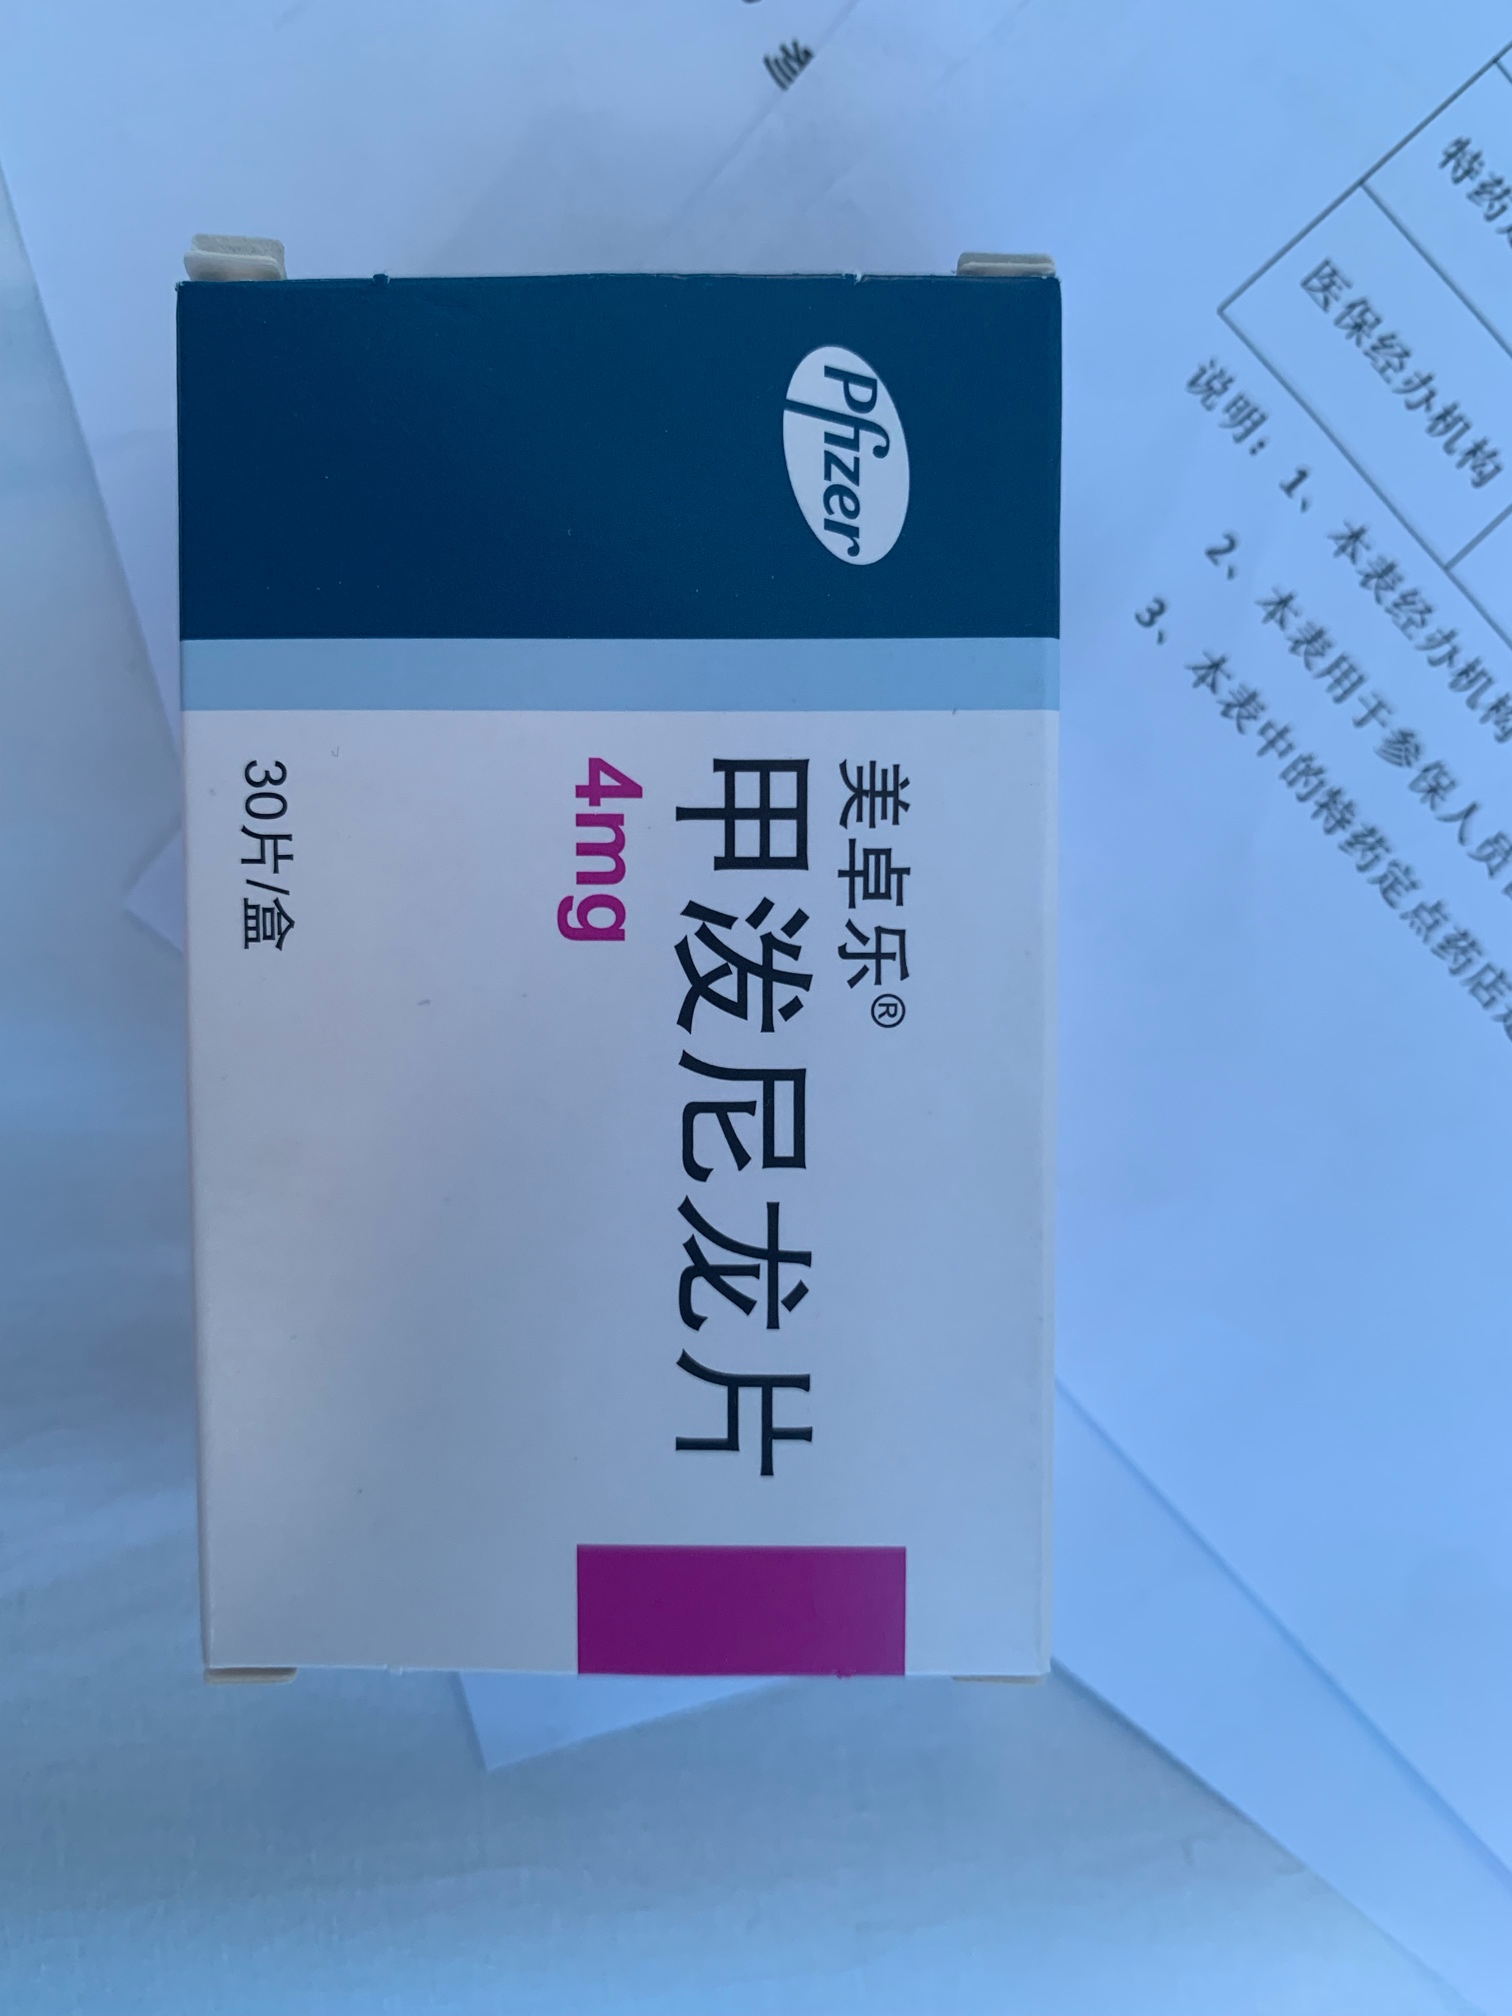 Pfizer
美卓乐®
甲泼尼龙片
4mg
30片/盒
特药
医保经办机构
说明：1、本表经办机构
2、本表用于参保人员
3、本表中的特药定点药店